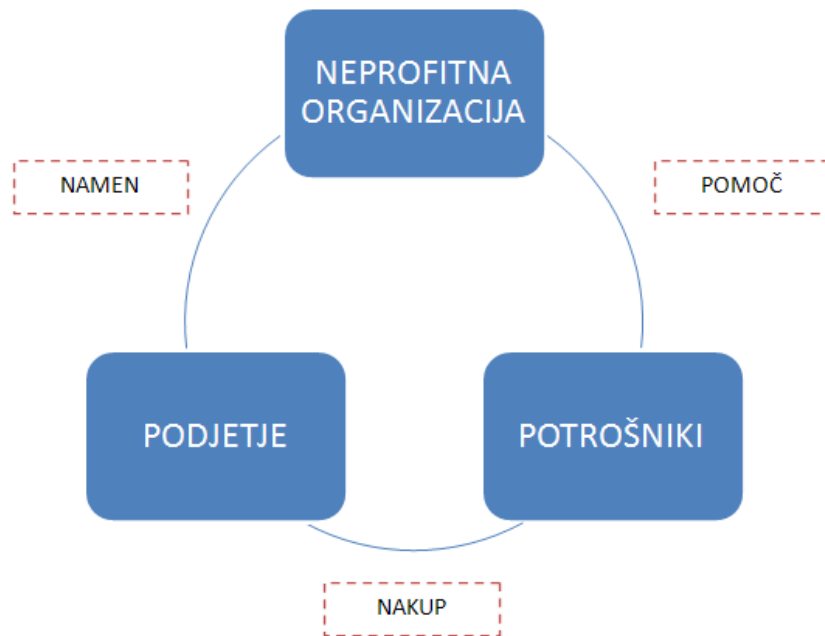 NEPROFITNA
ORGANIZACIJA
NAMEN
POMOČ
PODJETJE
POTROŠNIKI
NAKUP